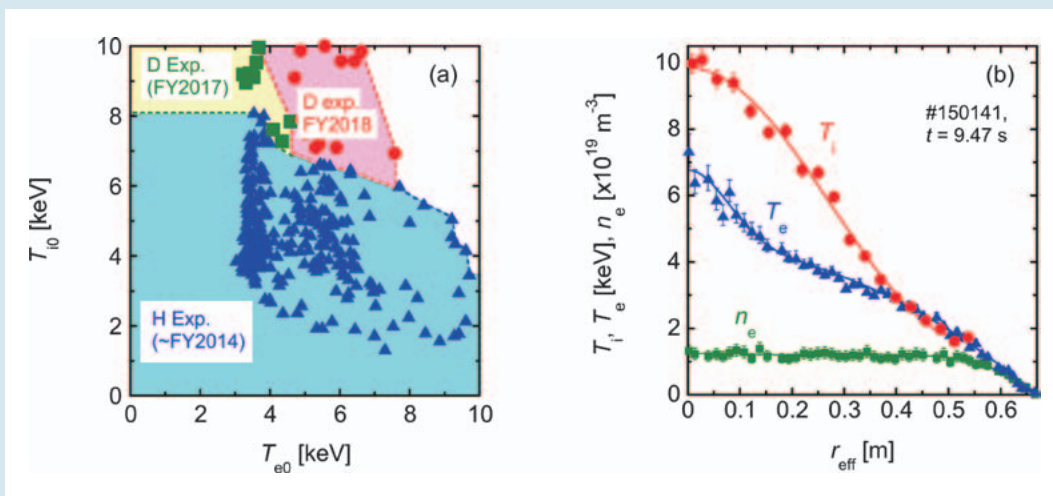 10
8
6
4
2
0
T_i0 [keV]
D Exp.
(FY2017)
D exp.
FY2018
(a)
H Exp.
(~FY2014)
0 2 4 6 8 10
T_e0 [keV]
10
8
6
4
2
0
T_i, T_e [keV], n_e [x10^19 m^-3]
(b)
#150141,
t = 9.47 s
T_i
T_e
n_e
0 0.1 0.2 0.3 0.4 0.5 0.6
r_eff [m]